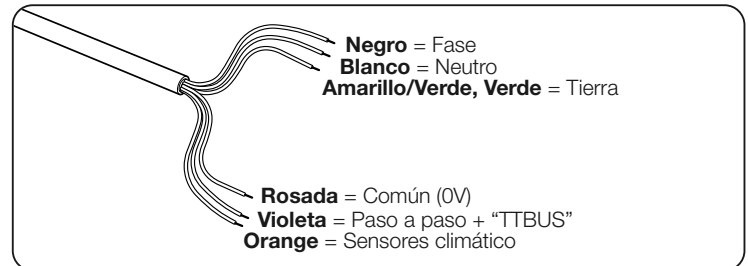 Negro = Fase
Blanco = Neutro
Amarillo/Verde, Verde = Tierra
Rosada = Común (0V)
Violeta = Paso a paso + “TTBUS”
Orange = Sensores climático